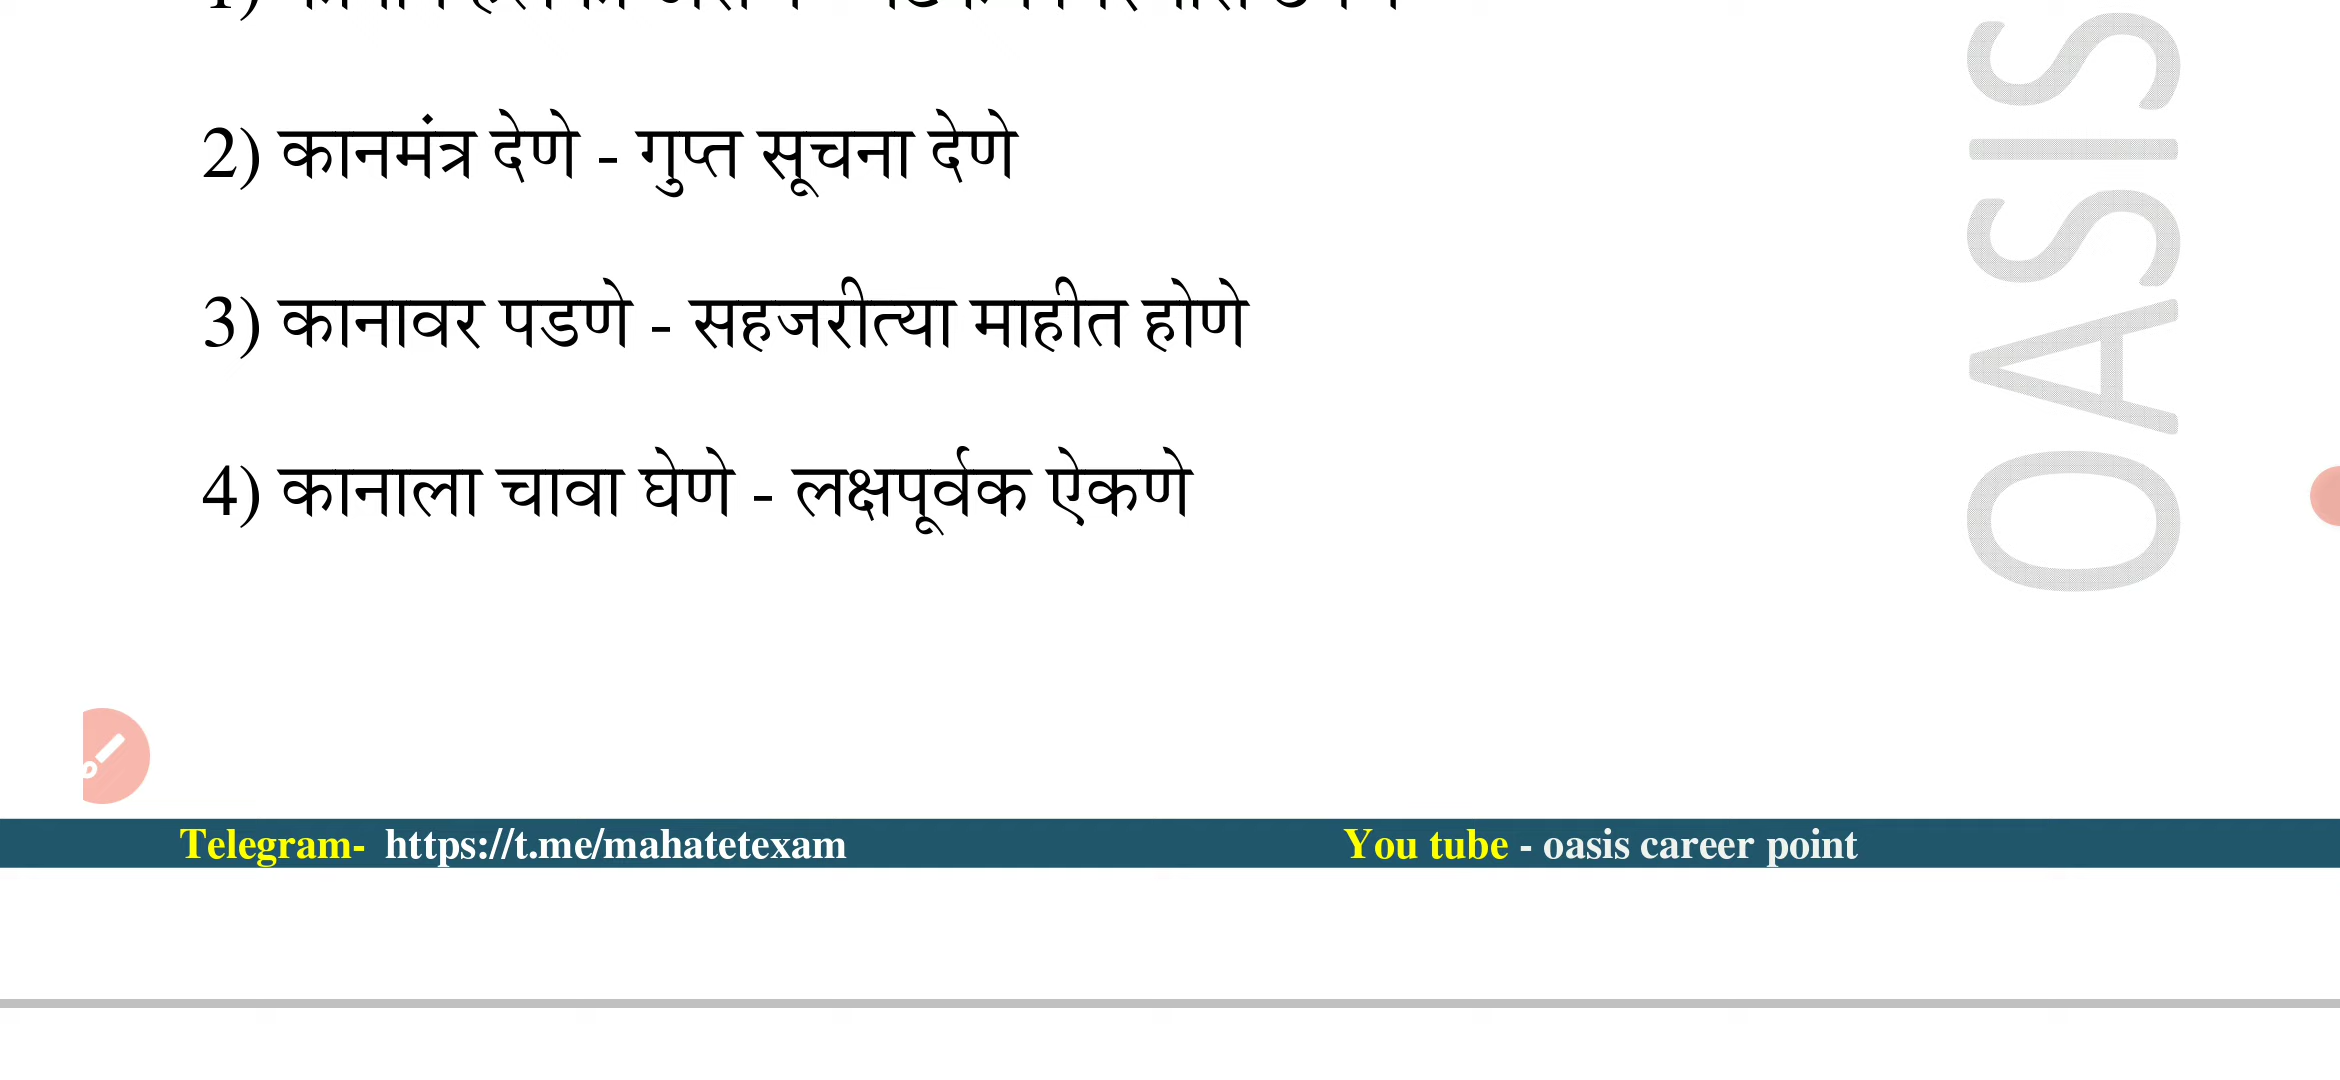 2) कानमंत्र देणे - गुप्त सूचना देणे
3) कानावर पडणे - सहजरीत्या माहीत होणे
4) कानाला चावा घेणे - लक्षपूर्वक ऐकणे
OASIS
Telegram- https://t.me/mahatetexam You tube - oasis career point